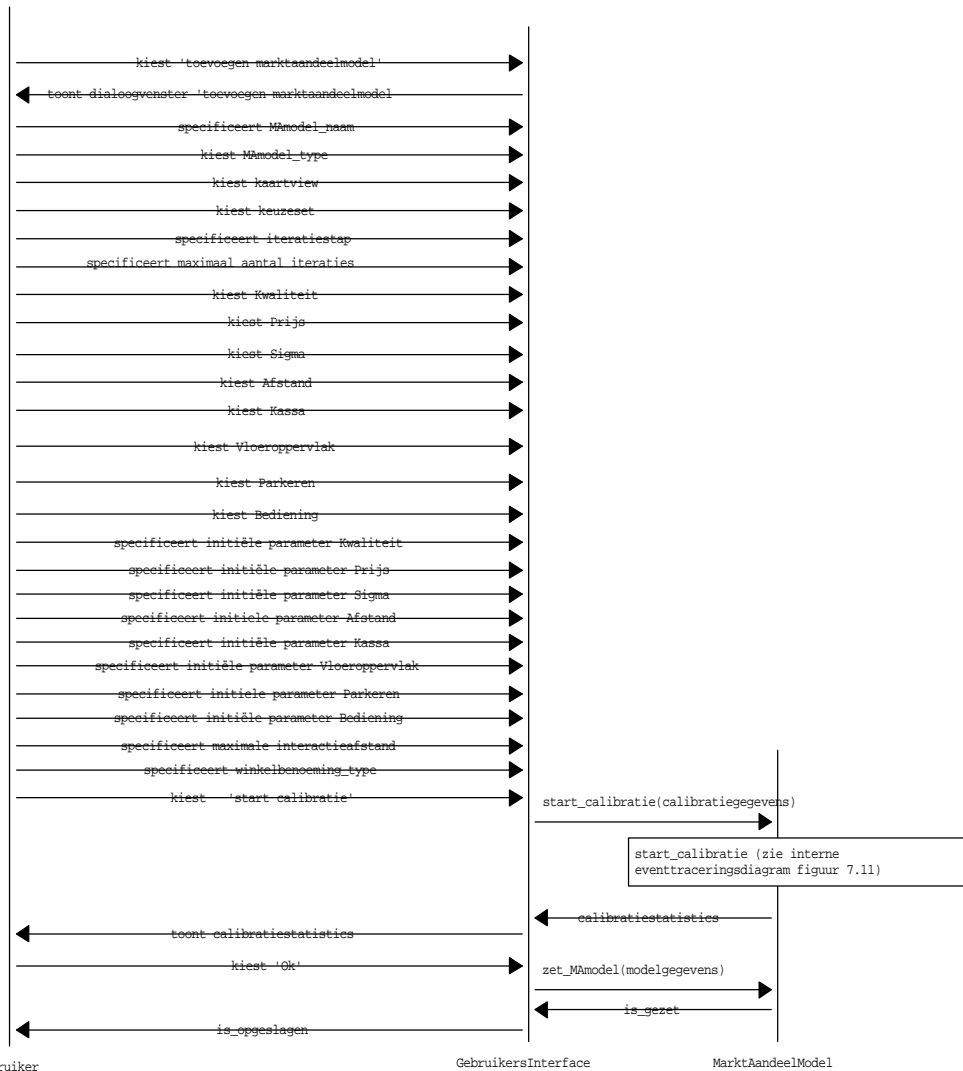 kiest 'toevoegen marktaandeelmodel'
toont dialoogvenster 'toevoegen marktaandeelmodel
specificeert MAmodel_naam
kiest MAmodel_type
kiest kaartview
kiest keuzeset
specificeert iteratiestap
specificeert maximaal aantal iteraties
kiest Kwaliteit
kiest Prijs
kiest Sigma
kiest Afstand
kiest Kassa
kiest Vloeroppervlak
kiest Parkeren
kiest Bediening
specificeert initiële parameter Kwaliteit
specificeert initiële parameter Prijs
specificeert initiële parameter Sigma
specificeert initiele parameter Afstand
specificeert initiële parameter Kassa
specificeert initiële parameter Vloeroppervlak
specificeert initiele parameter Parkeren
specificeert initiële parameter Bediening
specificeert maximale interactieafstand
specificeert winkelbenoeming_type
kiest 'start calibratie'
start_calibratie(calibratiegegevens)
start_calibratie (zie interne
eventtraceringsdiagram figuur 7.11)
calibratiestatistics
toont calibratiestatistics
kiest 'Ok'
zet_MAmodel(modelgegevens)
is_gezet
is_opgeslagen
ruiker
GebruikersInterface
MarktAandeelModel